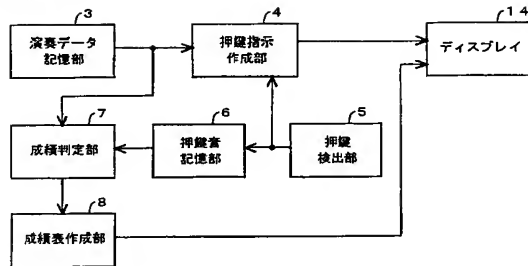 3
演奏データ
記憶部
4
押鍵指示
作成部
14
ディスプレイ
7
成績判定部
6
押鍵音
記憶部
5
押鍵
検出部
8
成績表作成部